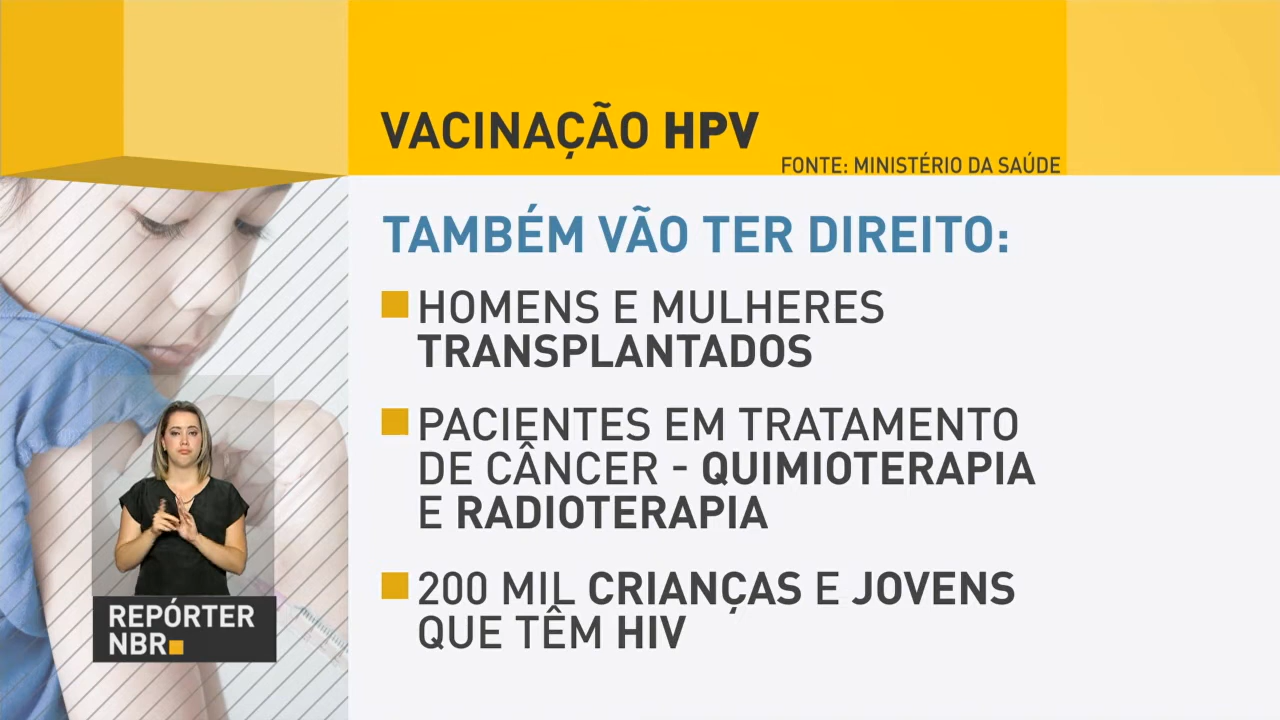 VACINAÇÃO HPV
FONTE: MINISTÉRIO DA SAÚDE
TAMBÉM VÃO TER DIREITO:
HOMENS E MULHERES
TRANSPLANTADOS
PACIENTES EM TRATAMENTO
DE CÂNCER - QUIMIOTERAPIA
E RADIOTERAPIA
200 MIL CRIANÇAS E JOVENS
QUE TÊM HIV
REPÓRTER
NBR